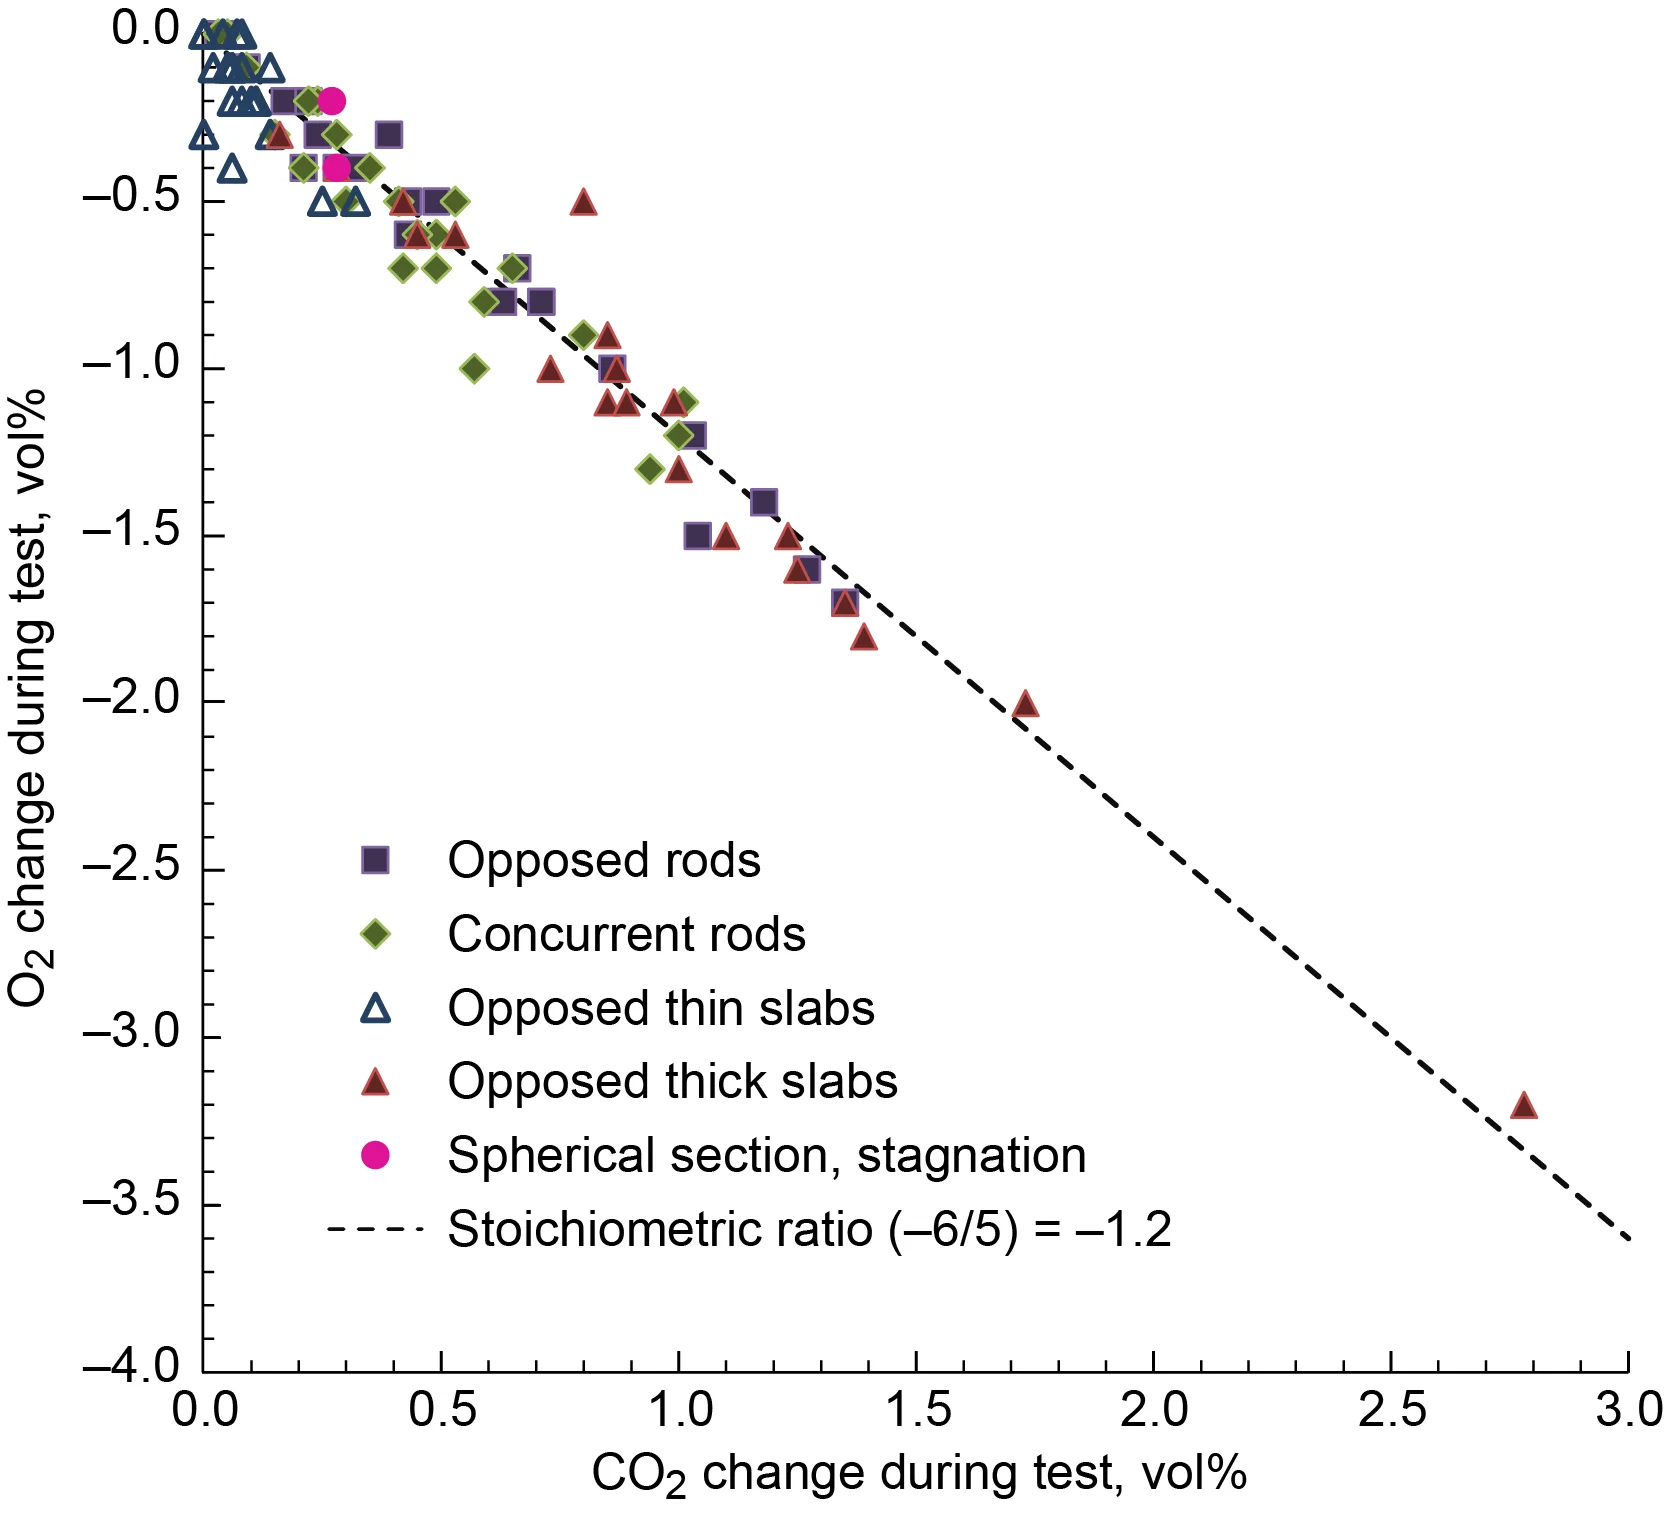 0.0
–0.5
–1.0
–1.5
–2.0
–2.5
–3.0
–3.5
–4.0
O2 change during test, vol%
Opposed rods
Concurrent rods
Opposed thin slabs
Opposed thick slabs
Spherical section, stagnation
Stoichiometric ratio (–6/5) = –1.2
0.0 0.5 1.0 1.5 2.0 2.5 3.0
CO2 change during test, vol%